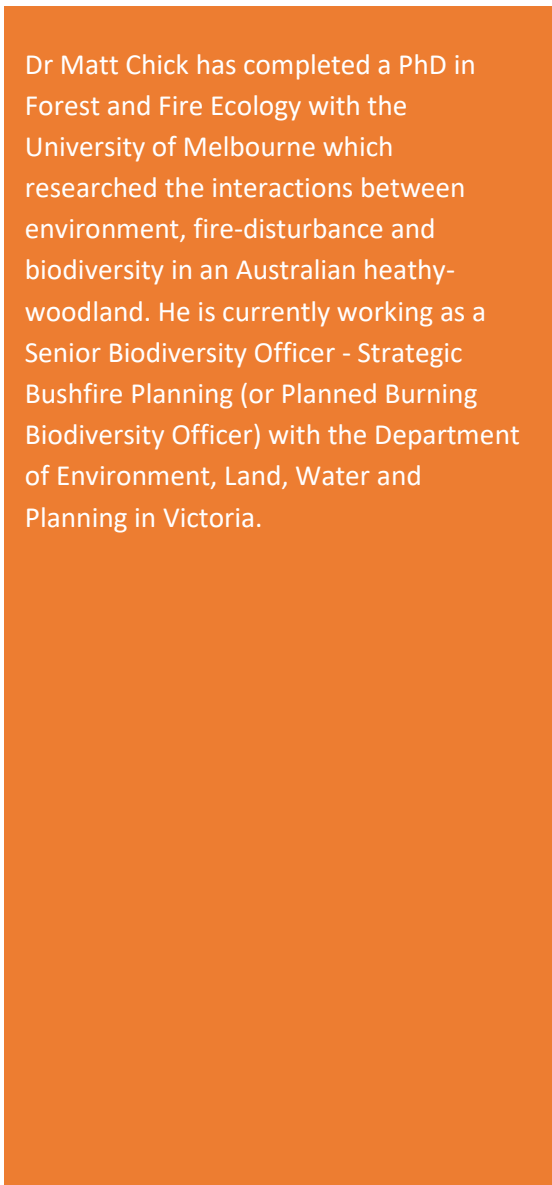 Dr Matt Chick has completed a PhD in
Forest and Fire Ecology with the
University of Melbourne which
researched the interactions between
environment, fire-disturbance and
biodiversity in an Australian heathy-
woodland. He is currently working as a
Senior Biodiversity Officer - Strategic
Bushfire Planning (or Planned Burning
Biodiversity Officer) with the Department
of Environment, Land, Water and
Planning in Victoria.